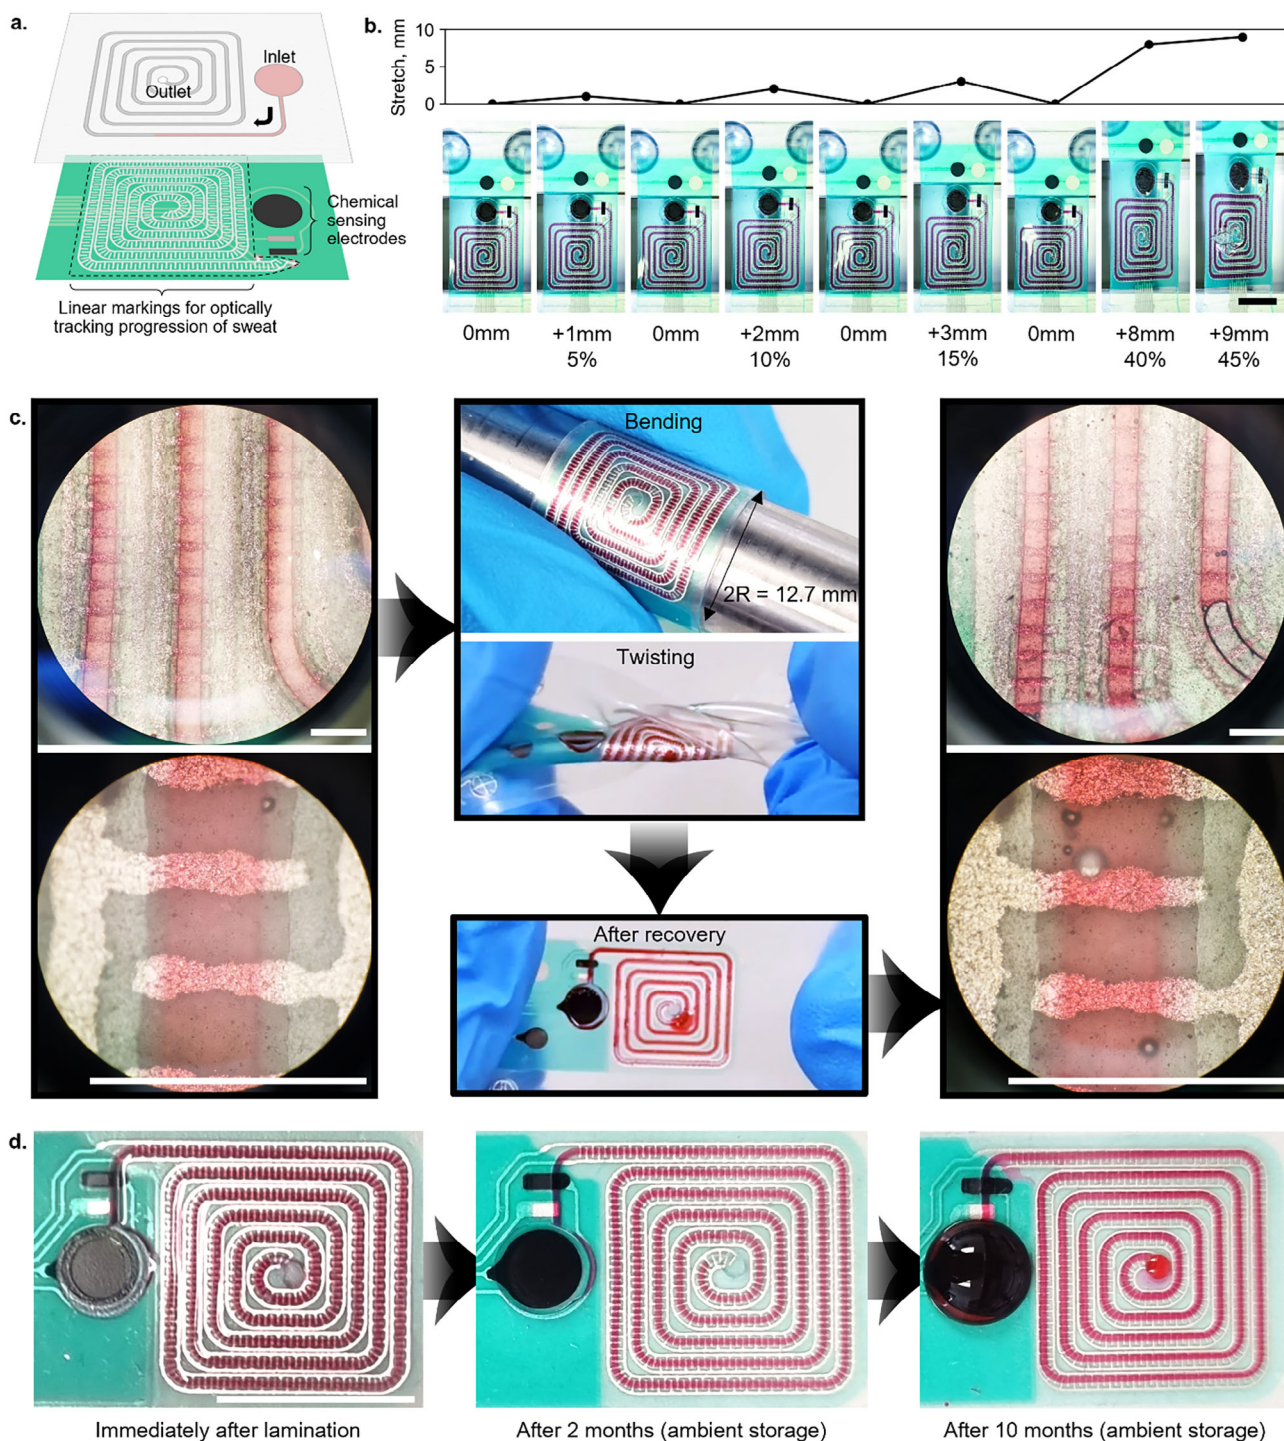 a.
Inlet
Outlet
Chemical
sensing
electrodes
Linear markings for optically
tracking progression of sweat
b.
Stretch, mm
10
5
0
0mm
+1mm
5%
0mm
+2mm
10%
0mm
+3mm
15%
0mm
+8mm
40%
+9mm
45%
c.
Bending
2R = 12.7 mm
Twisting
After recovery
d.
Immediately after lamination
After 2 months (ambient storage)
After 10 months (ambient storage)